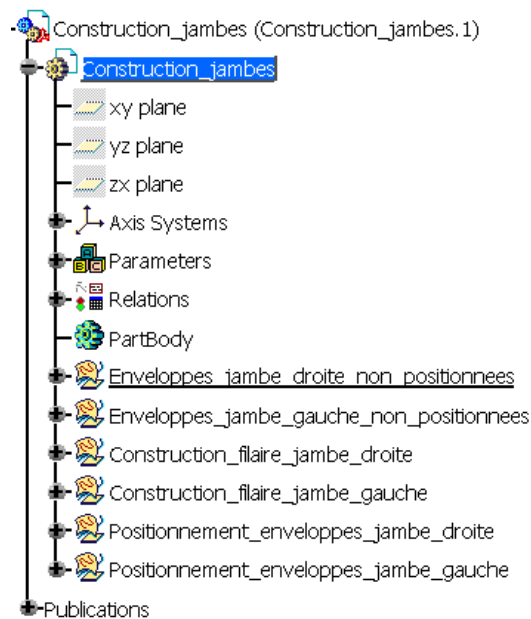 Construction_jambes (Construction_jambes.1)
Construction_jambes
xy plane
yz plane
zx plane
Axis Systems
Parameters
Relations
PartBody
Enveloppes_jambe_droite_non_positionnees
Enveloppes_jambe_gauche_non_positionnees
Construction_filaire_jambe_droite
Construction_filaire_jambe_gauche
Positionnement_enveloppes_jambe_droite
Positionnement_enveloppes_jambe_gauche
Publications